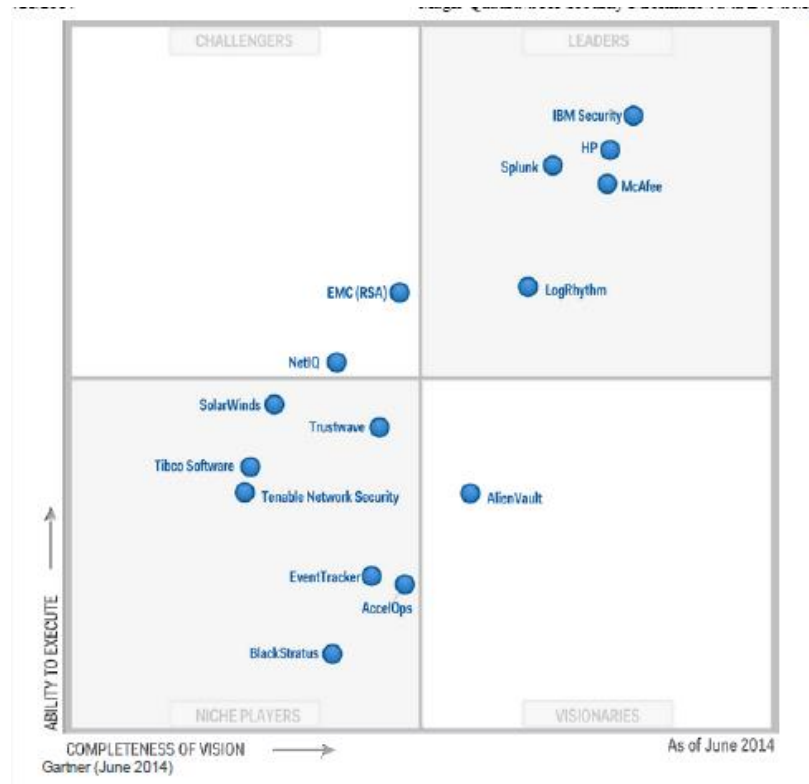 CHALLENGERS
LEADERS
IBM Security
HP
Splunk
McAfee
EMC (RSA)
LogRhythm
NetIQ
SolarWinds
Trustwave
Tibco Software
Tenable Network Security
AlienVault
EventTracker
AccelOps
BlackStratus
ABILITY TO EXECUTE
NICHE PLAYERS
VISIONARIES
COMPLETENESS OF VISION
As of June 2014
Gartner (June 2014)